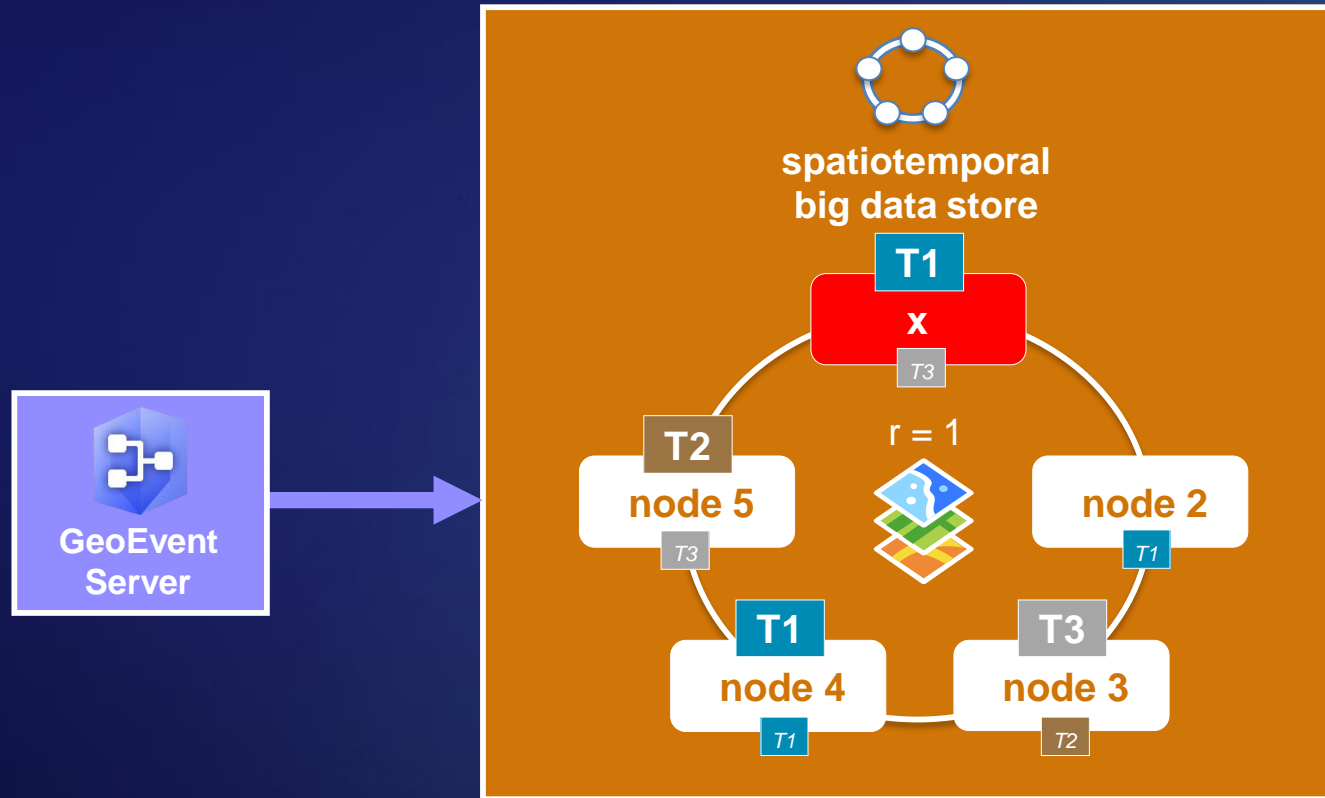 spatiotemporal
big data store
T1
x
T3
r = 1
T2
node 5
T3
node 2
T1
GeoEvent
Server
T1
node 4
T1
T3
node 3
T2